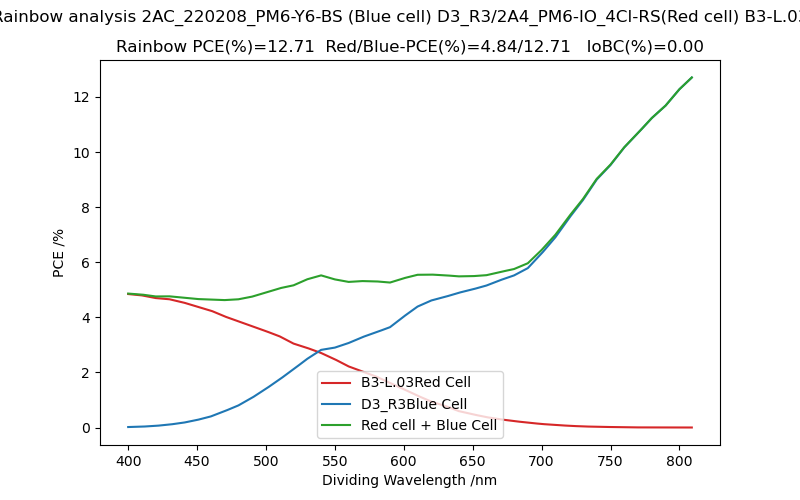 Rainbow analysis 2AC_220208_PM6-Y6-BS (Blue cell) D3_R3/2A4_PM6-IO_4Cl-RS(Red cell) B3-L.03
Rainbow PCE(%)=12.71 Red/Blue-PCE(%)=4.84/12.71 IoBC(%)=0.00
PCE /%
12
10
8
6
4
2
0
B3-L.03Red Cell
D3_R3Blue Cell
Red cell + Blue Cell
400 450 500 550 600 650 700 750 800
Dividing Wavelength /nm